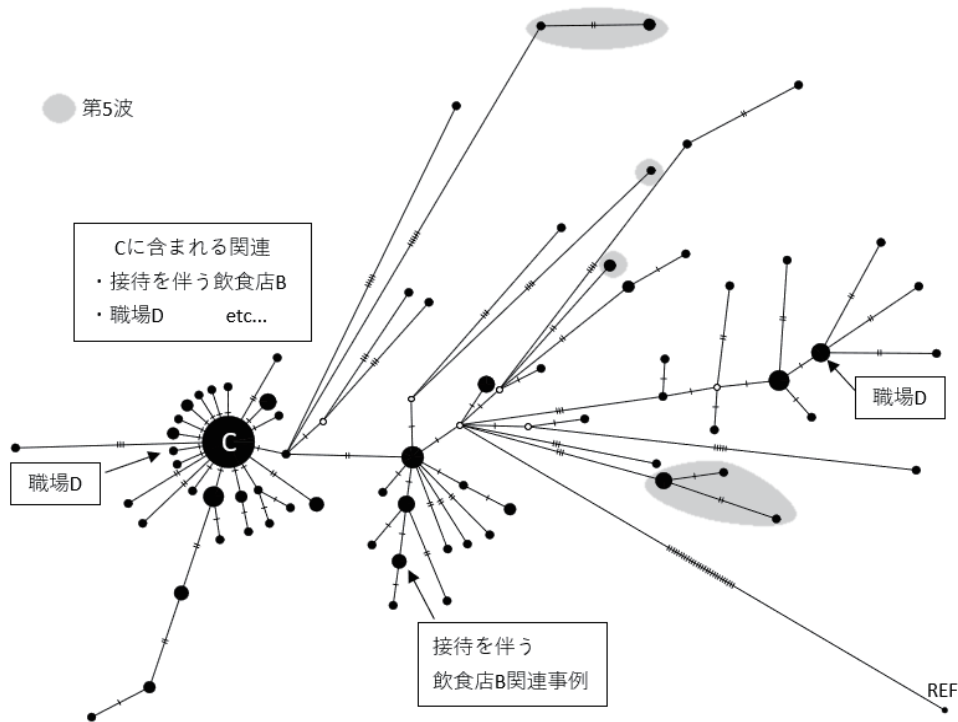 第5波
Cに含まれる関連
・接待を伴う飲食店B
・職場D etc...
C
職場D
職場D
接待を伴う
飲食店B関連事例
REF